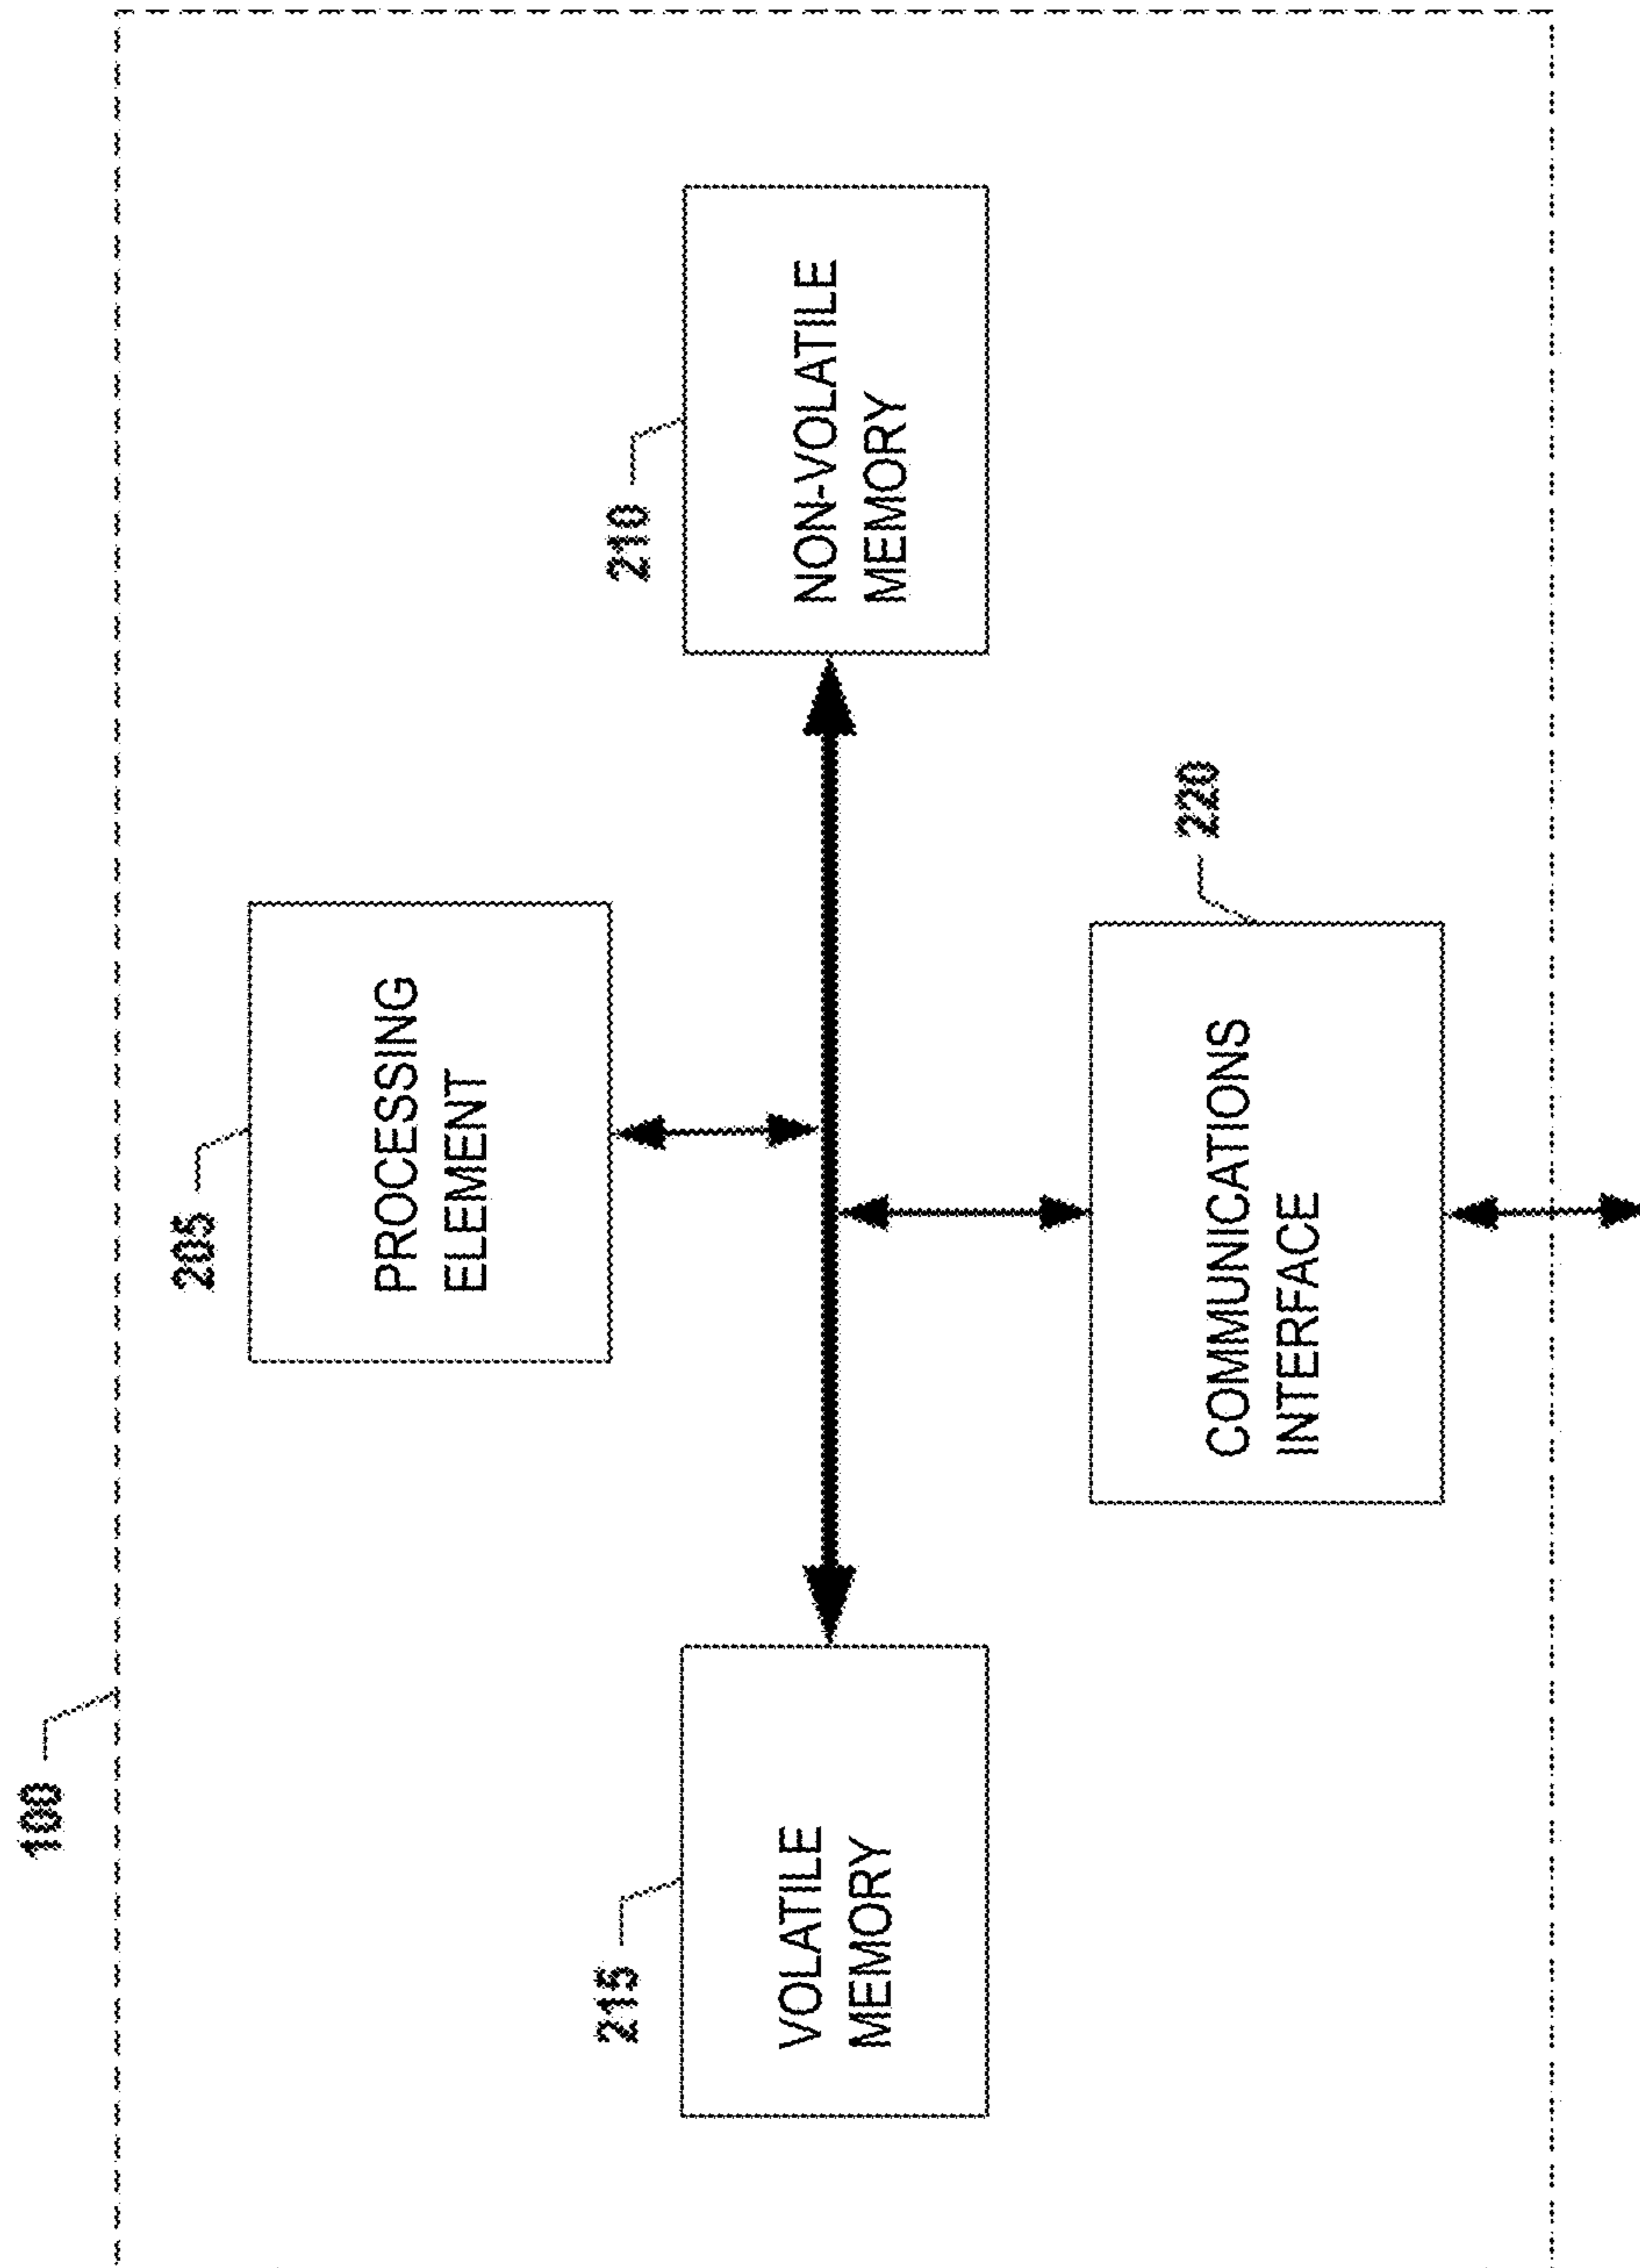 100
205
PROCESSING
ELEMENT
215
VOLATILE
MEMORY
210
NON-VOLATILE
MEMORY
220
COMMUNICATIONS
INTERFACE